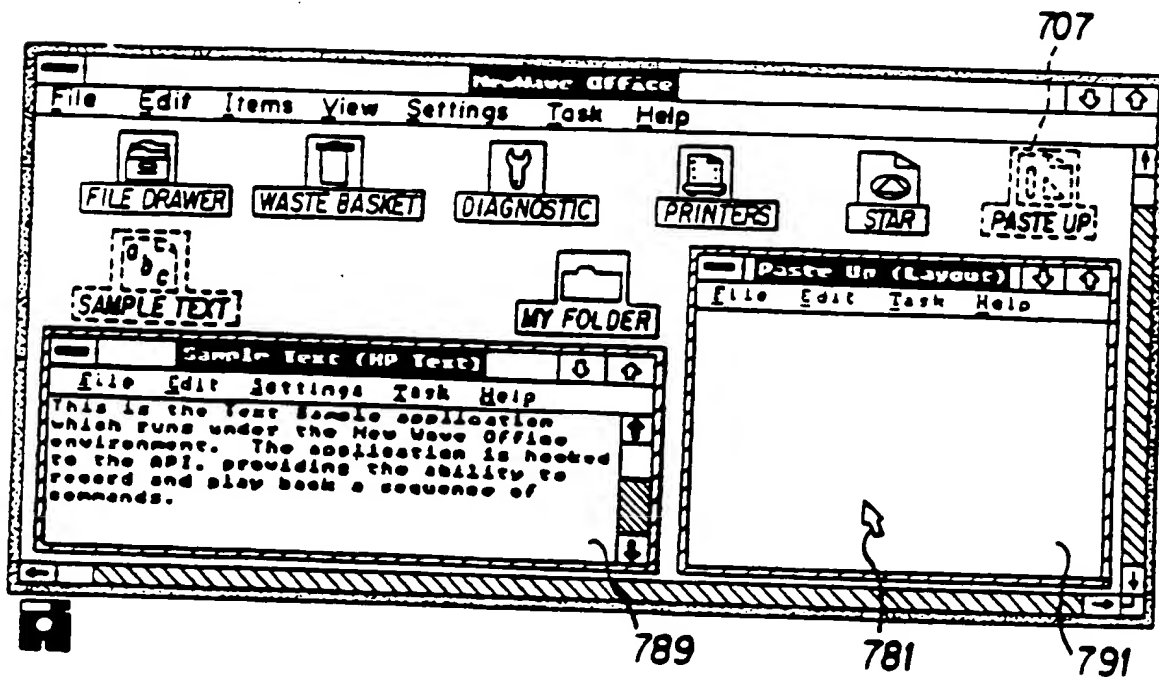 707
NewWave Office
File Edit Items View Settings Task Help
FILE DRAWER WASTE BASKET DIAGNOSTIC PRINTERS STAR PASTE UP
SAMPLE TEXT MY FOLDER
Paste Up (Layout)
File Edit Task Help
Sample Text (HP Text)
File Edit Settings Task Help
This is the Text Sample application
which runs under the New Wave Office
environment. The application is hooked
to the API, providing the ability to
record and play back a sequence of
commands.
a b c
789 781 791